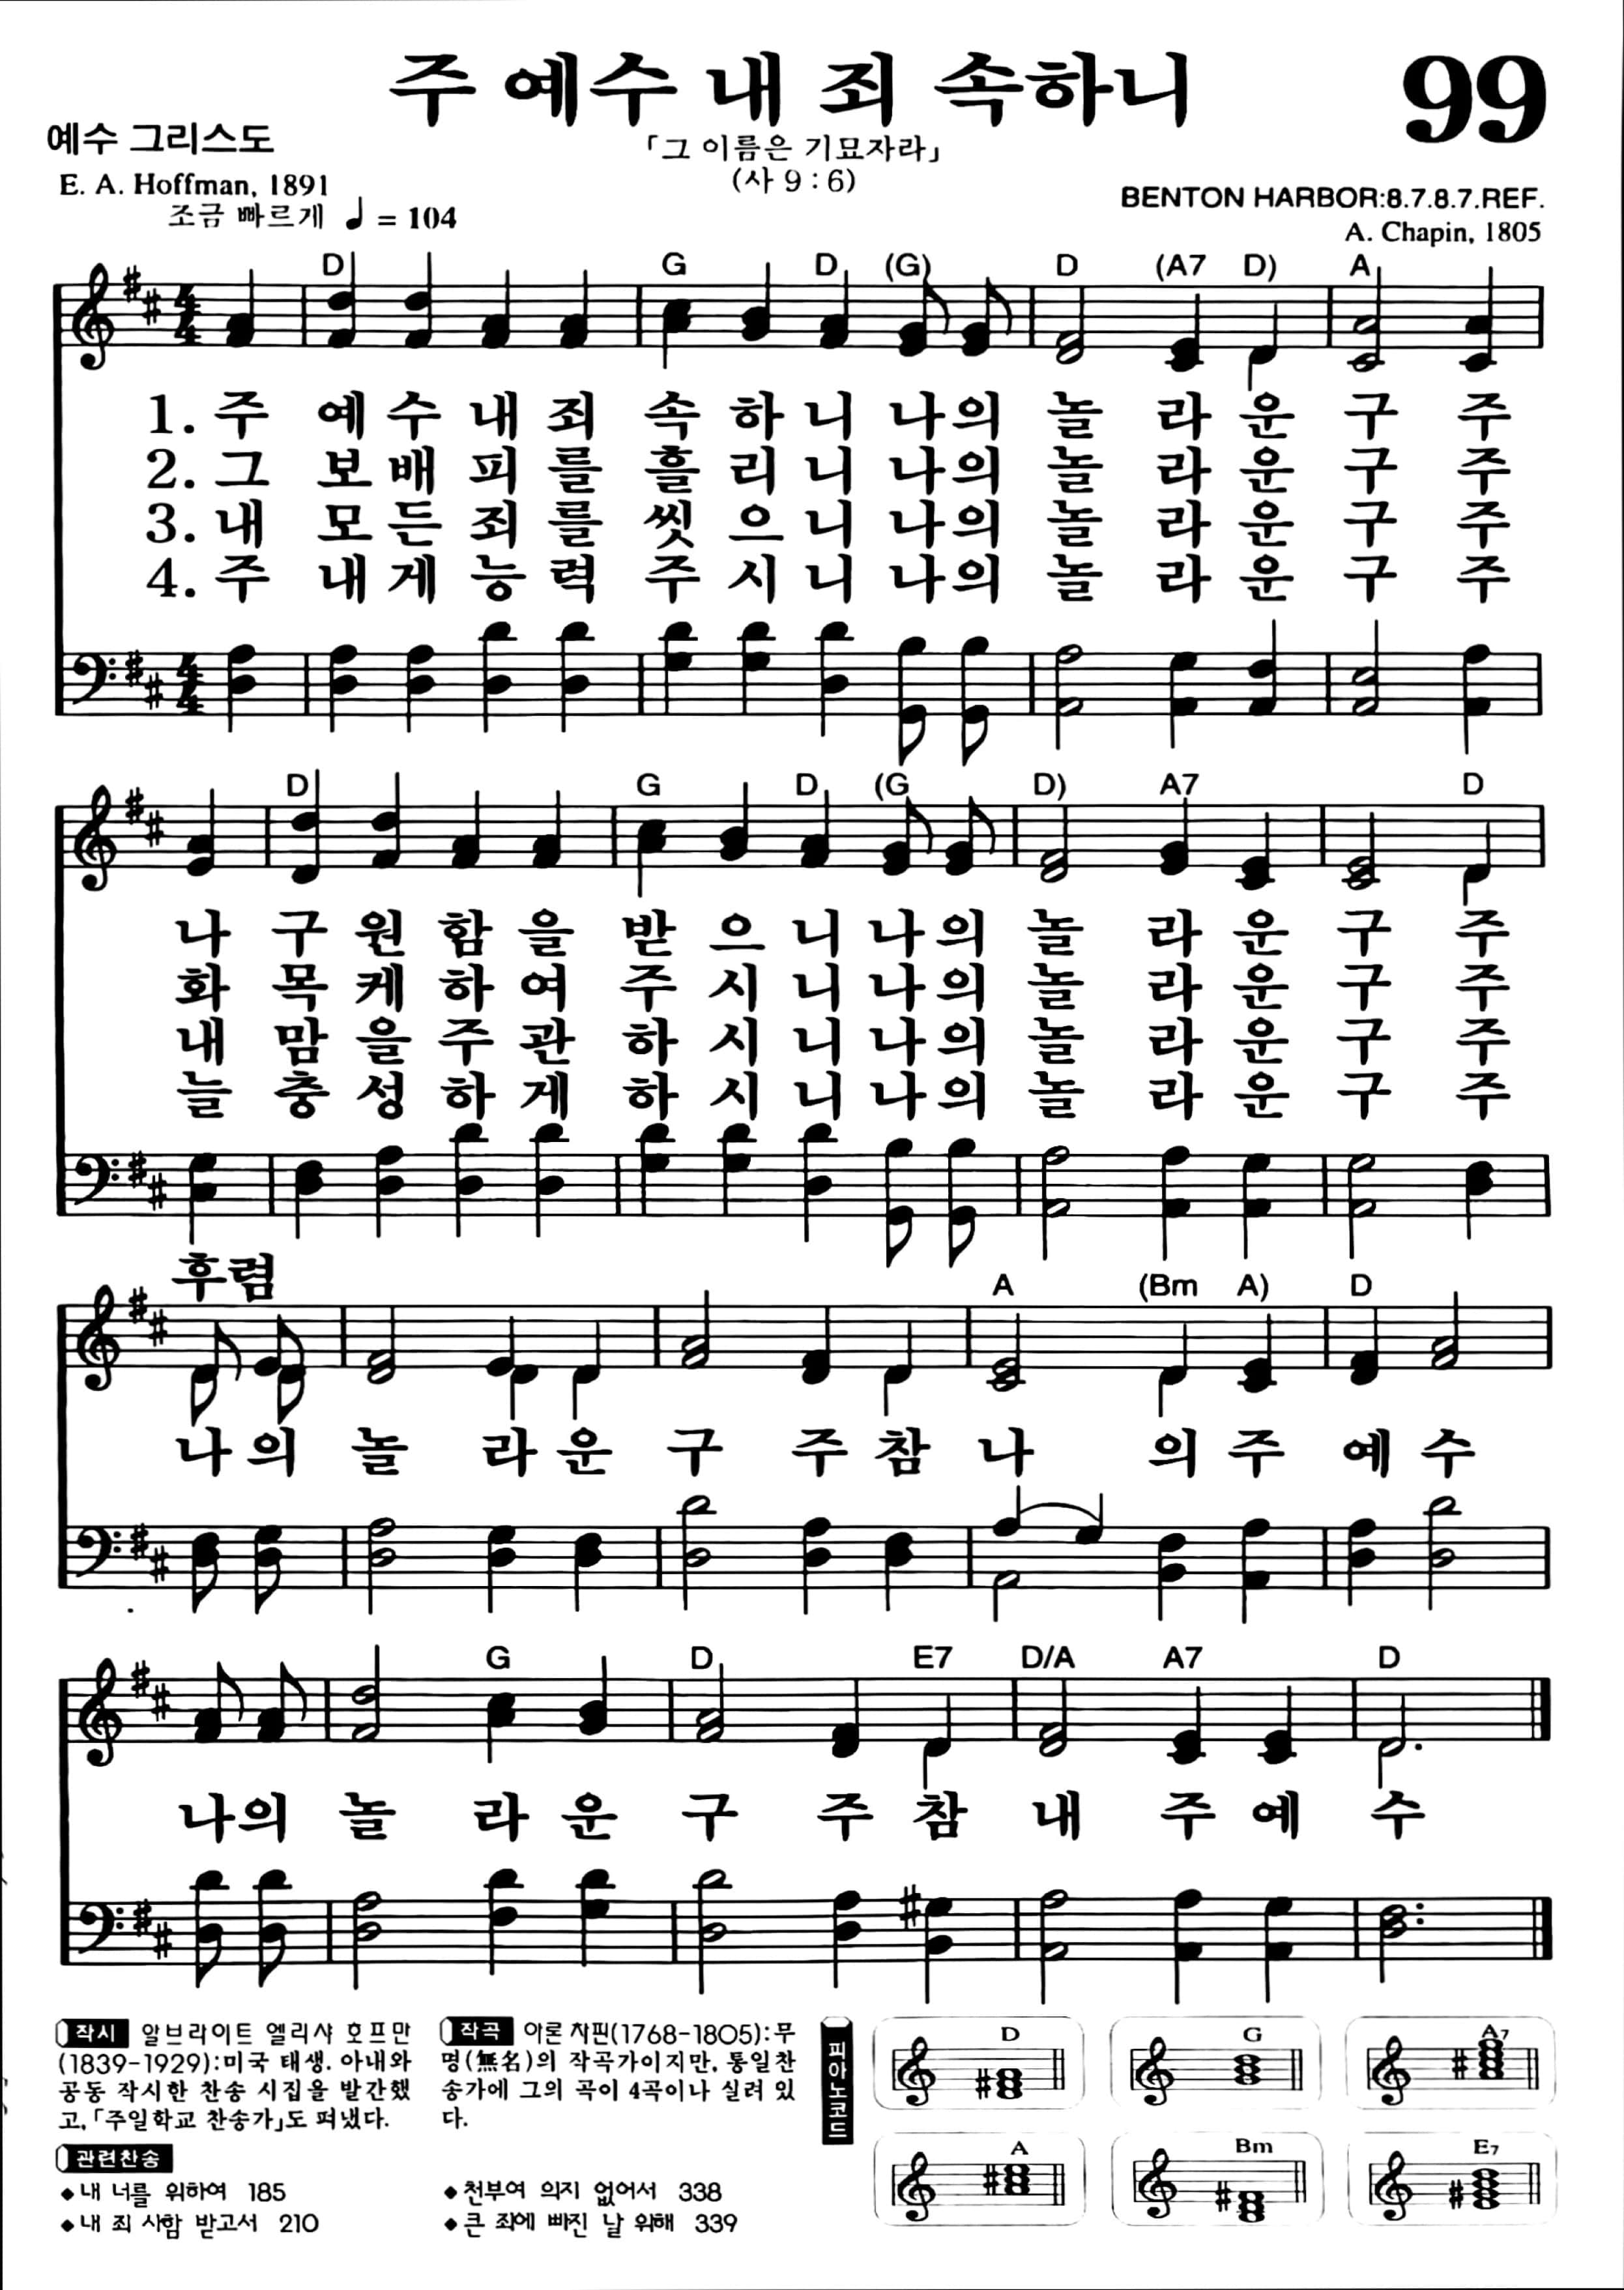 주 예수 내 죄 속하니
99
예수 그리스도
「그 이름은 기묘자라」
(사 9 : 6)
E. A. Hoffman, 1891
조금 빠르게 ♩ = 104
BENTON HARBOR:8.7.8.7.REF.
A. Chapin, 1805
D G D (G) D (A7 D) A
1. 주 예 수 내 죄 속 하 니 나 의 놀 라 운 구 주
2. 그 보 배 피 를 흘 리 니 나 의 놀 라 운 구 주
3. 내 모 든 죄 를 씻 으 니 나 의 놀 라 운 구 주
4. 주 내 게 능 력 주 시 니 나 의 놀 라 운 구 주
D G D (G D) A7 D
나 구 원 함 을 받 으 니 나 의 놀 라 운 구 주
화 목 케 하 여 주 시 니 나 의 놀 라 운 구 주
내 맘 을 주 관 하 시 니 나 의 놀 라 운 구 주
늘 충 성 하 게 하 시 니 나 의 놀 라 운 구 주
후렴
A (Bm A) D
나 의 놀 라 운 구 주 참 나 의 주 예 수
G D E7 D/A A7 D
나의 놀 라 운 구 주 참 내 주 예 수
작시 알브라이트 엘리샤 호프만
(1839-1929):미국 태생. 아내와
공동 작시한 찬송 시집을 발간했
고,「주일학교 찬송가」도 펴냈다.
작곡 아론 차핀(1768-1805):무
명(無名)의 작곡가이지만, 통일찬
송가에 그의 곡이 4곡이나 실려 있
다.
관련찬송
◆내 너를 위하여 185
◆내 죄 사함 받고서 210
◆천부여 의지 없어서 338
◆큰 죄에 빠진 날 위해 339
피아노코드
D G A7
A Bm E7